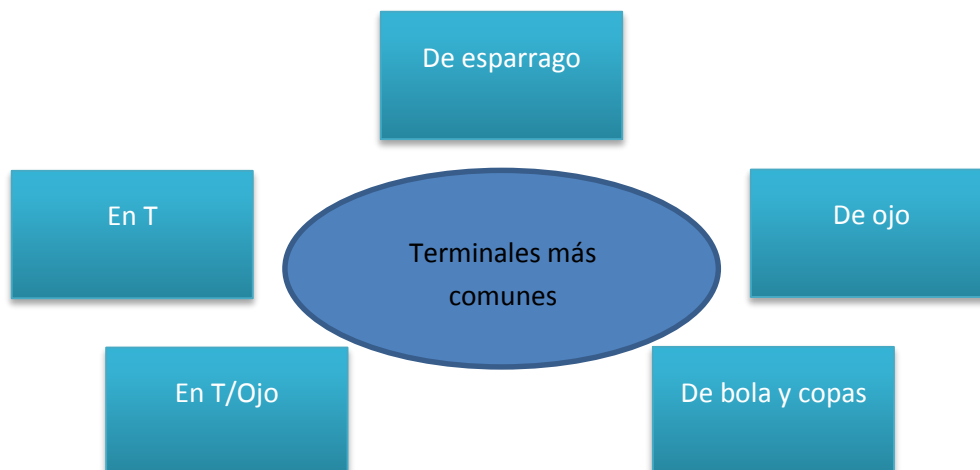 De esparrago
En T
De ojo
Terminales más
comunes
En T/Ojo
De bola y copas